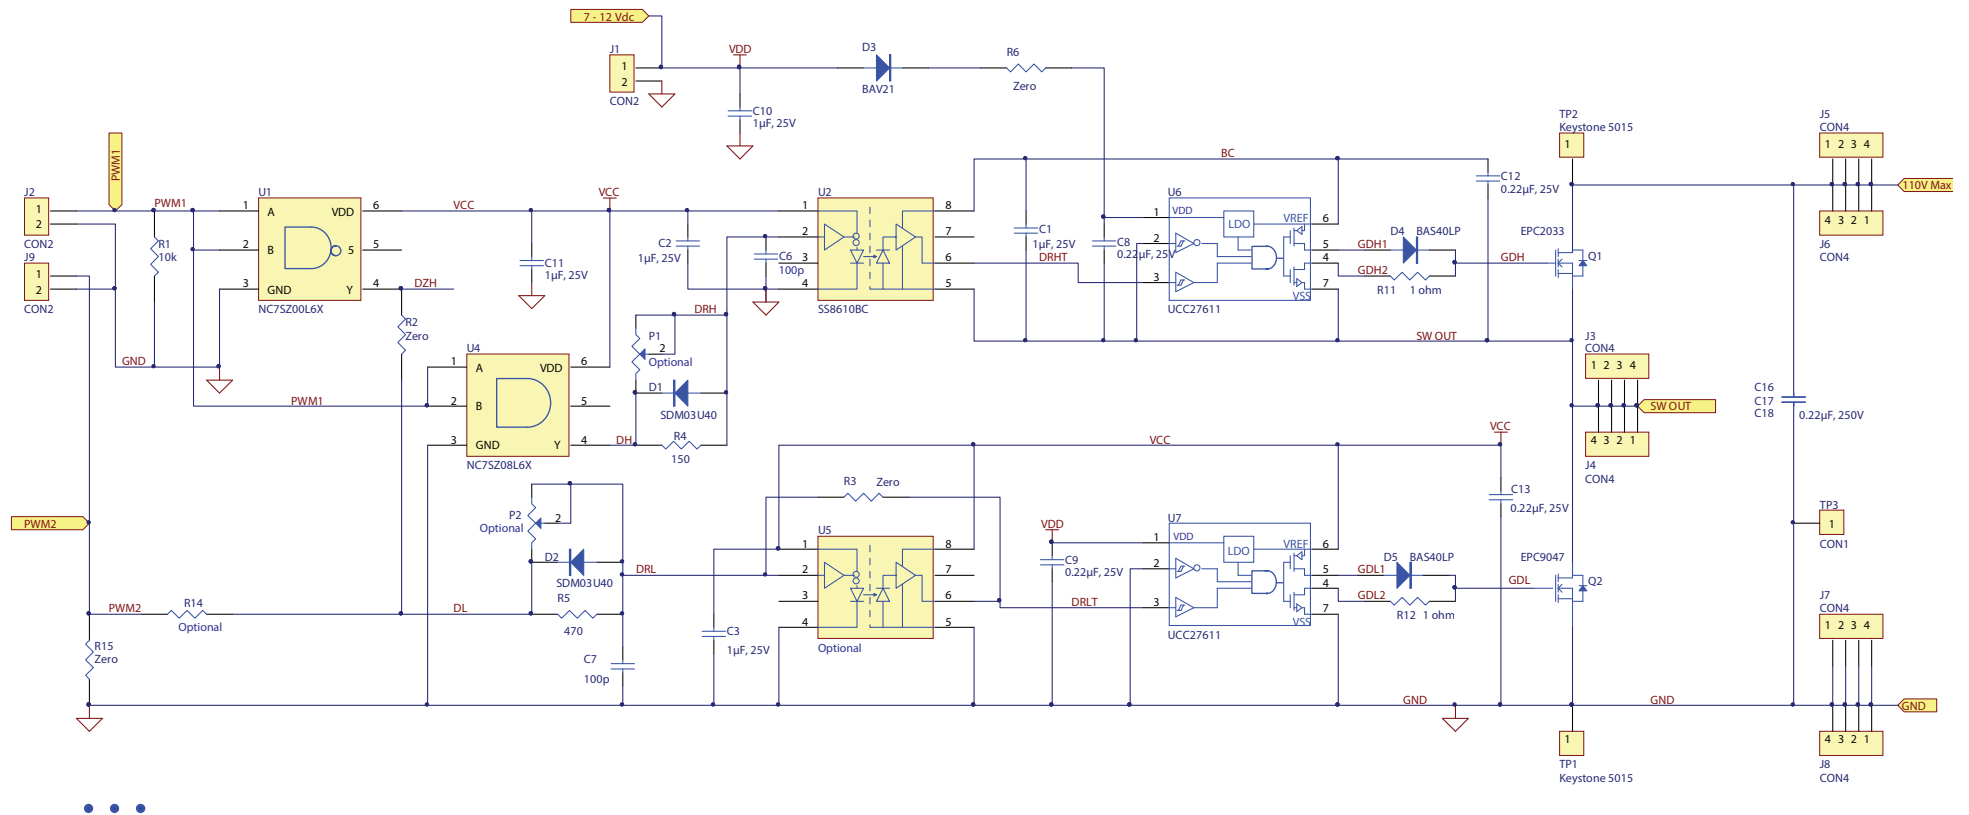 7 - 12 Vdc
J1
1
2
CON2
VDD
C10
1µF, 25V
D3
BAV21
R6
Zero
TP2
Keystone 5015
1
J5
CON4
1 2 3 4
110V Max
4 3 2 1
J6
CON4
PWM1
J2
1
2
CON2
J9
1
2
CON2
PWM1
R1
10k
GND
U1
1
A
VDD
6
2
B
5
5
3
GND
Y
4
NC7SZ00L6X
VCC
DZH
R2
Zero
C11
1µF, 25V
VCC
C2
1µF, 25V
C6
100p
U2
1
2
3
4
8
7
6
5
SS8610BC
BC
C1
1µF, 25V
DRHT
C8
0.22µF, 25V
U6
1
VDD
2
3
LDO
VREF
6
5
4
7
VSS
UCC27611
GDH1
GDH2
D4
BAS40LP
R11
1 ohm
C12
0.22µF, 25V
GDH
EPC2033
Q1
SW OUT
J3
CON4
1 2 3 4
SW OUT
4 3 2 1
J4
CON4
C16
C17
C18
0.22µF, 250V
PWM1
U4
1
A
VDD
6
2
B
5
3
GND
Y
4
NC7SZ08L6X
DRH
P1
2
Optional
D1
SDM03U40
DH
R4
150
VCC
VCC
C13
0.22µF, 25V
PWM2
P2
Optional
2
D2
SDM03U40
R5
470
DRL
R3
Zero
U5
1
2
3
4
8
7
6
5
Optional
VDD
C9
0.22µF, 25V
DRLT
U7
1
VDD
2
3
LDO
VREF
6
5
4
7
VSS
UCC27611
GDL1
GDL2
D5
BAS40LP
R12
1 ohm
GDL
EPC9047
Q2
TP3
1
CON1
J7
CON4
1 2 3 4
PWM2
R14
Optional
DL
R15
Zero
C7
100p
C3
1µF, 25V
GND
GND
GND
1
TP1
Keystone 5015
4 3 2 1
J8
CON4